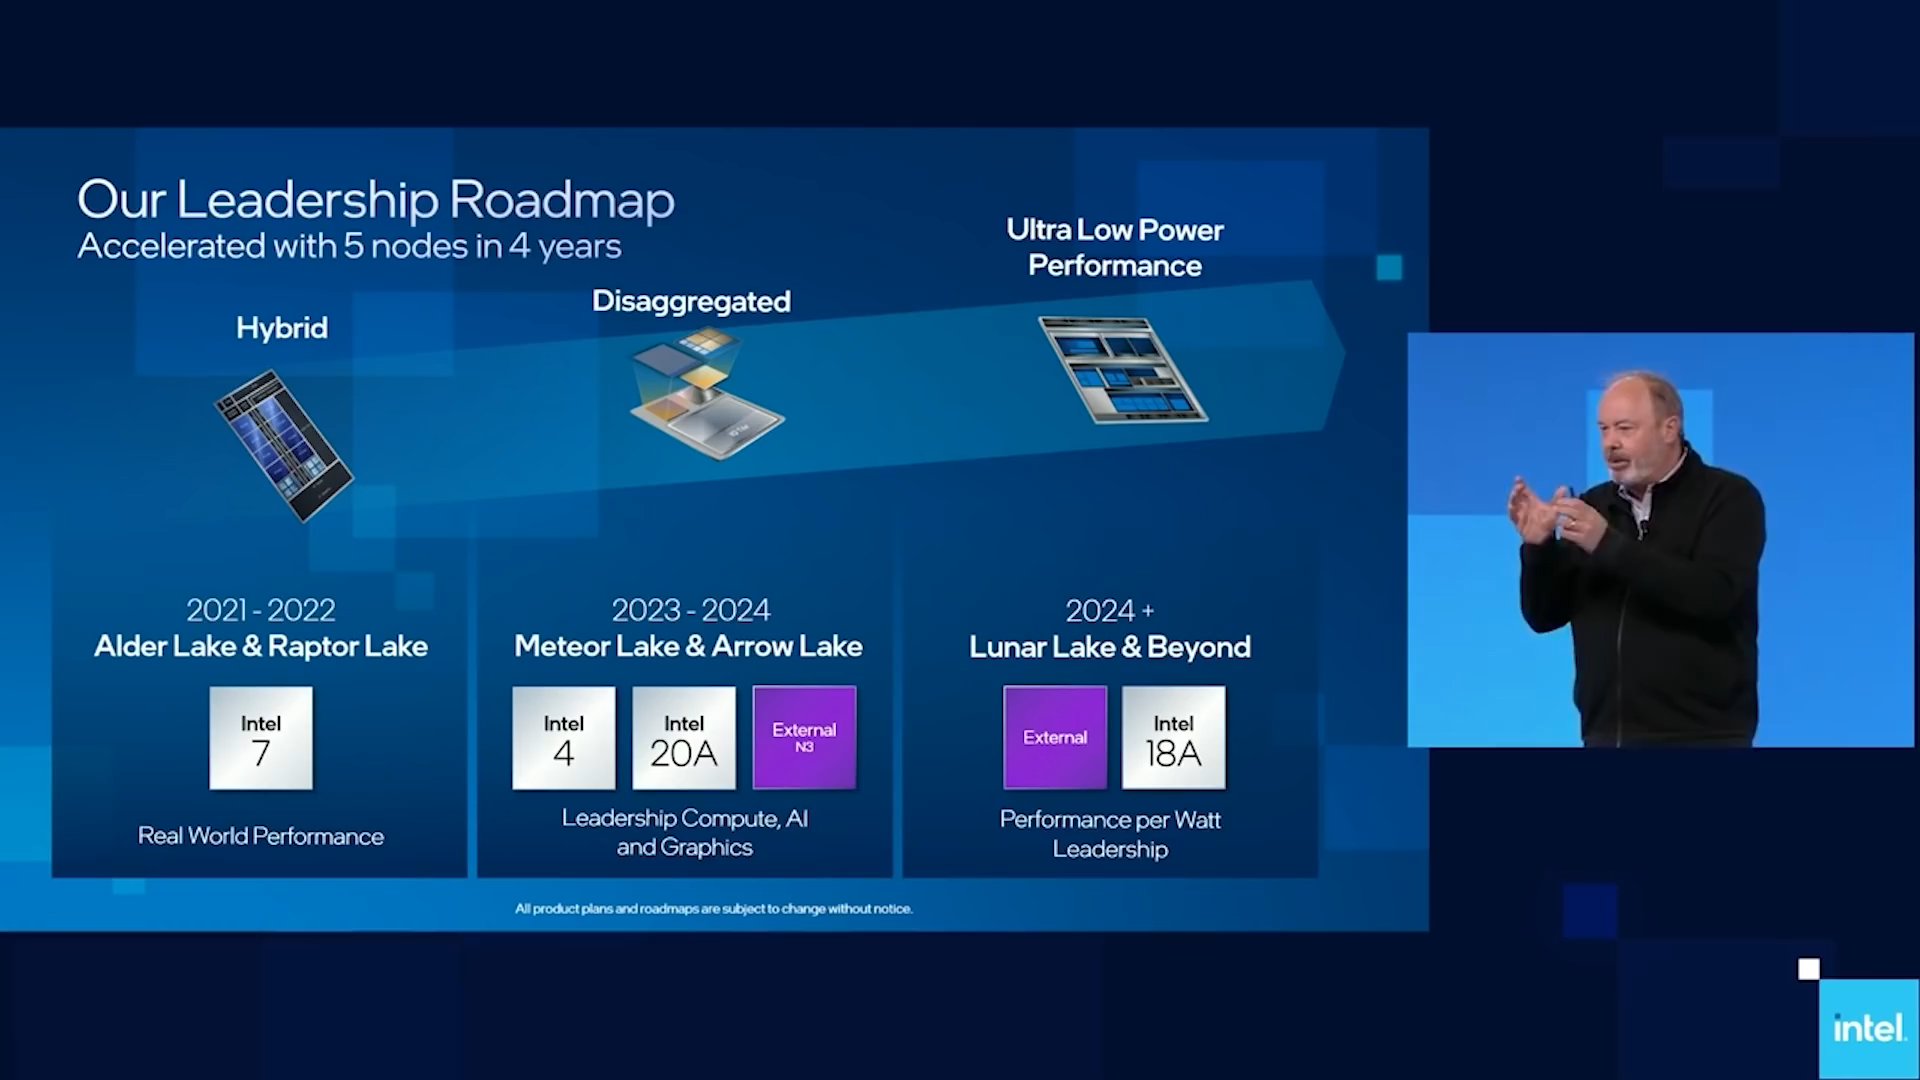 Our Leadership Roadmap
Accelerated with 5 nodes in 4 years
Hybrid
Disaggregated
Ultra Low Power
Performance
2021 - 2022
Alder Lake & Raptor Lake
Intel
7
Real World Performance
2023 - 2024
Meteor Lake & Arrow Lake
Intel
4
Intel
20A
External
N3
Leadership Compute, AI
and Graphics
2024 +
Lunar Lake & Beyond
External
Intel
18A
Performance per Watt
Leadership
All product plans and roadmaps are subject to change without notice.
intel.